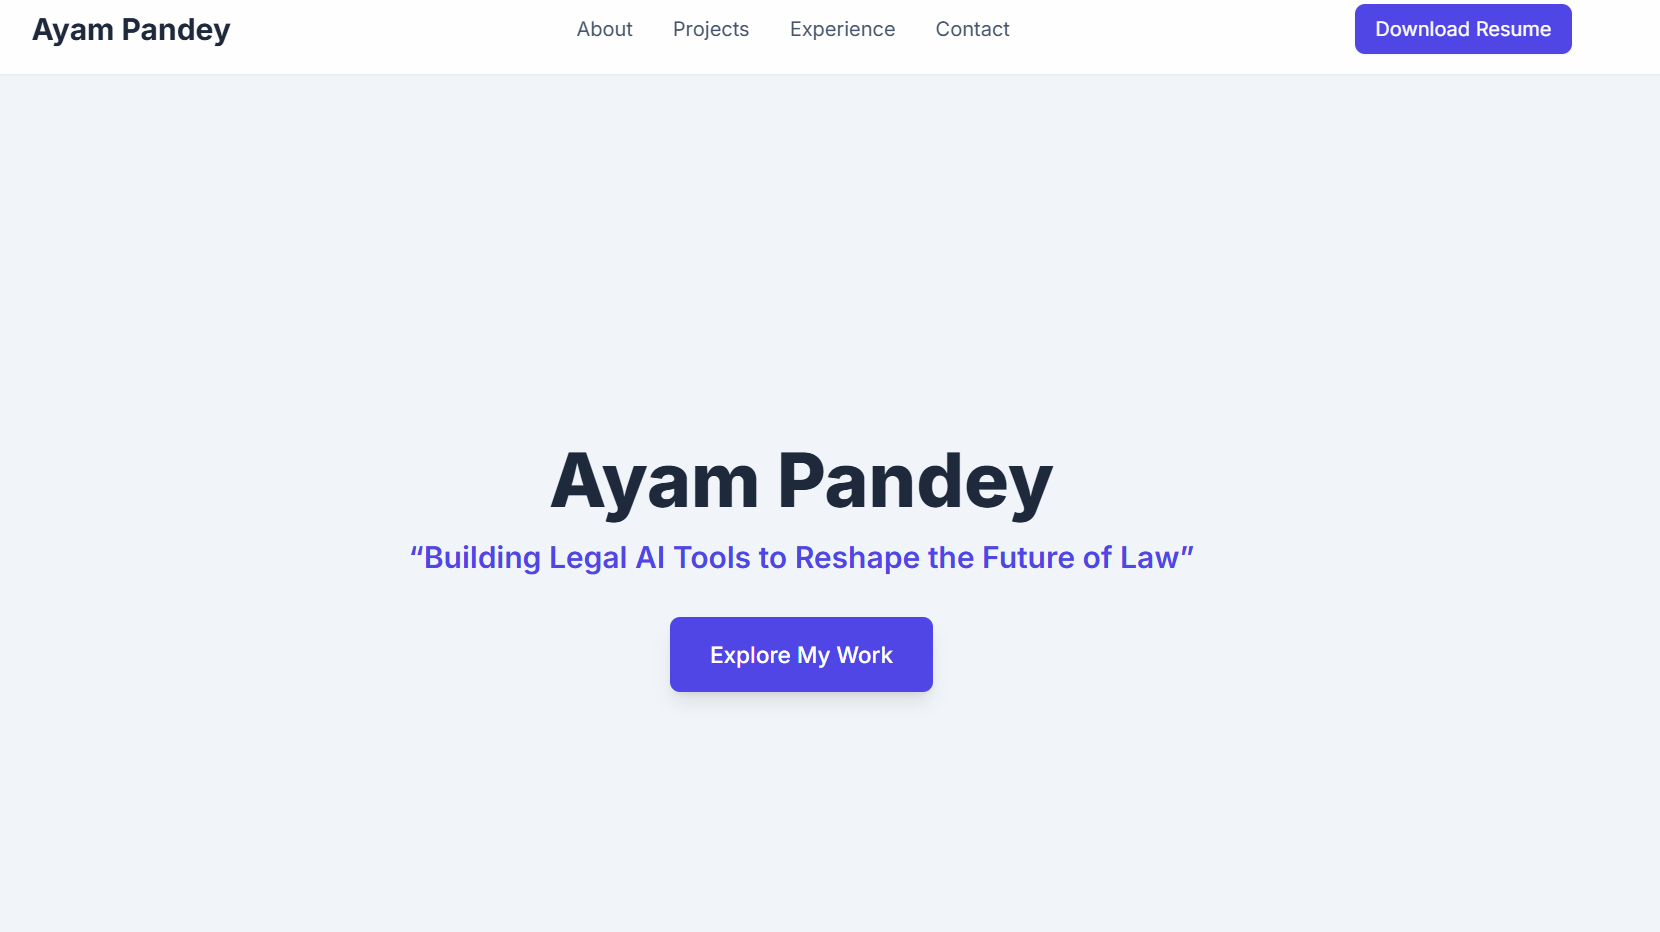 Ayam Pandey
About Projects Experience Contact
Download Resume
Ayam Pandey
“Building Legal AI Tools to Reshape the Future of Law”
Explore My Work